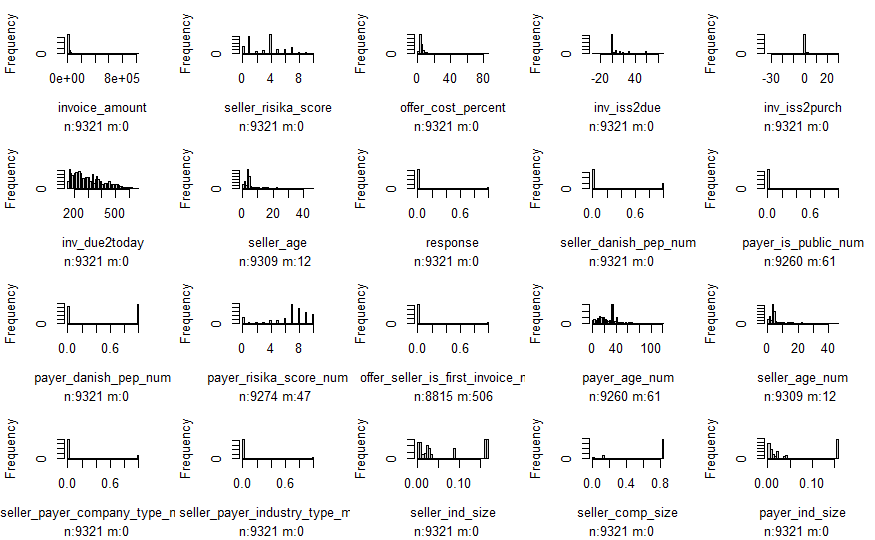 Frequency
0
0e+00 8e+05
invoice_amount
n:9321 m:0
Frequency
0
0 4 8
seller_risika_score
n:9321 m:0
Frequency
0
0 40 80
offer_cost_percent
n:9321 m:0
Frequency
0
-20 40
inv_iss2due
n:9321 m:0
Frequency
0
-30 0 20
inv_iss2purch
n:9321 m:0
Frequency
0
200 500
inv_due2today
n:9321 m:0
Frequency
0
0 20 40
seller_age
n:9309 m:12
Frequency
0
0.0 0.6
response
n:9321 m:0
Frequency
0
0.0 0.6
seller_danish_pep_num
n:9321 m:0
Frequency
0
0.0 0.6
payer_is_public_num
n:9260 m:61
Frequency
0
0.0 0.6
payer_danish_pep_num
n:9321 m:0
Frequency
0
0 4 8
payer_risika_score_num
n:9274 m:47
Frequency
0
0.0 0.6
offer_seller_is_first_invoice_n
n:8815 m:506
Frequency
0
0 40 100
payer_age_num
n:9260 m:61
Frequency
0
0 20 40
seller_age_num
n:9309 m:12
Frequency
0
0.0 0.6
seller_payer_company_type_n
n:9321 m:0
Frequency
0
0.0 0.6
seller_payer_industry_type_m
n:9321 m:0
Frequency
0
0.00 0.10
seller_ind_size
n:9321 m:0
Frequency
0
0.0 0.4 0.8
seller_comp_size
n:9321 m:0
Frequency
0
0.00 0.10
payer_ind_size
n:9321 m:0